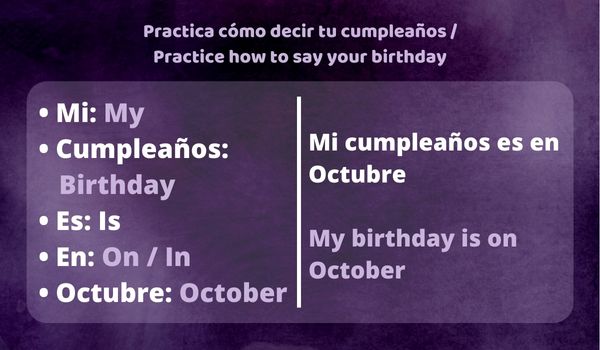 Practica cómo decir tu cumpleaños /
Practice how to say your birthday
• Mi: My
• Cumpleaños:
Birthday
• Es: Is
• En: On / In
• Octubre: October
Mi cumpleaños es en
Octubre
My birthday is on
October